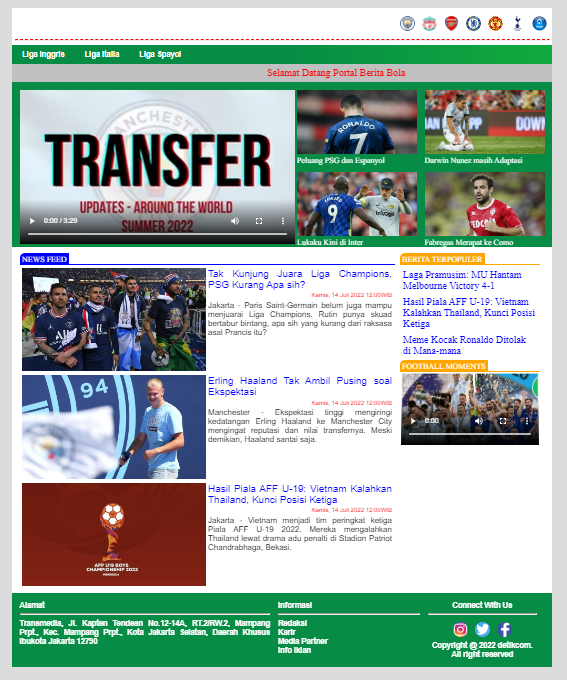 Liga Inggris Liga Italia Liga Spayol
Selamat Datang Portal Berita Bola
MANCHESTER
TRANSFER
UPDATES - AROUND THE WORLD
SUMMER 2022
0:00 / 3:29
RONALDO
7
Peluang PSG dan Espanyol
DOWN
Darwin Nunez masih Adaptasi
9
trivago
Lukaku Kini di Inter
Fabregas Merapat ke Como
NEWS FEED
Tak Kunjung Juara Liga Champions,
PSG Kurang Apa sih?
Kamis, 14 Juli 2022 12.00WIB
Jakarta - Paris Saint-Germain belum juga mampu
menjuarai Liga Champions. Rutin punya skuad
bertabur bintang, apa sih yang kurang dari raksasa
asal Prancis itu?
94
Erling Haaland Tak Ambil Pusing soal
Ekspektasi
Kamis, 14 Juli 2022 12.00WIB
Manchester - Ekspektasi tinggi mengiringi
kedatangan Erling Haaland ke Manchester City
mengingat reputasi dan nilai transfernya. Meski
demikian, Haaland santai saja.
AFF U19 BOYS
CHAMPIONSHIP 2022
Hasil Piala AFF U-19: Vietnam Kalahkan
Thailand, Kunci Posisi Ketiga
Kamis, 14 Juli 2022 12.00WIB
Jakarta - Vietnam menjadi tim peringkat ketiga
Piala AFF U-19 2022. Mereka mengalahkan
Thailand lewat drama adu penalti di Stadion Patriot
Chandrabhaga, Bekasi.
BERITA TERPOPULER
Laga Pramusim: MU Hantam
Melbourne Victory 4-1
Hasil Piala AFF U-19: Vietnam
Kalahkan Thailand, Kunci Posisi
Ketiga
Meme Kocak Ronaldo Ditolak
di Mana-mana
FOOTBALL MOMENTS
0:00
Alamat
Transmedia, Jl. Kapten Tendean No.12-14A, RT.2/RW.2, Mampang
Prpt., Kec. Mampang Prpt., Kota Jakarta Selatan, Daerah Khusus
Ibukota Jakarta 12790
Informasi
Redaksi
Karir
Media Partner
Info Iklan
Connect With Us
Copyright @ 2022 detikcom.
All right reserved